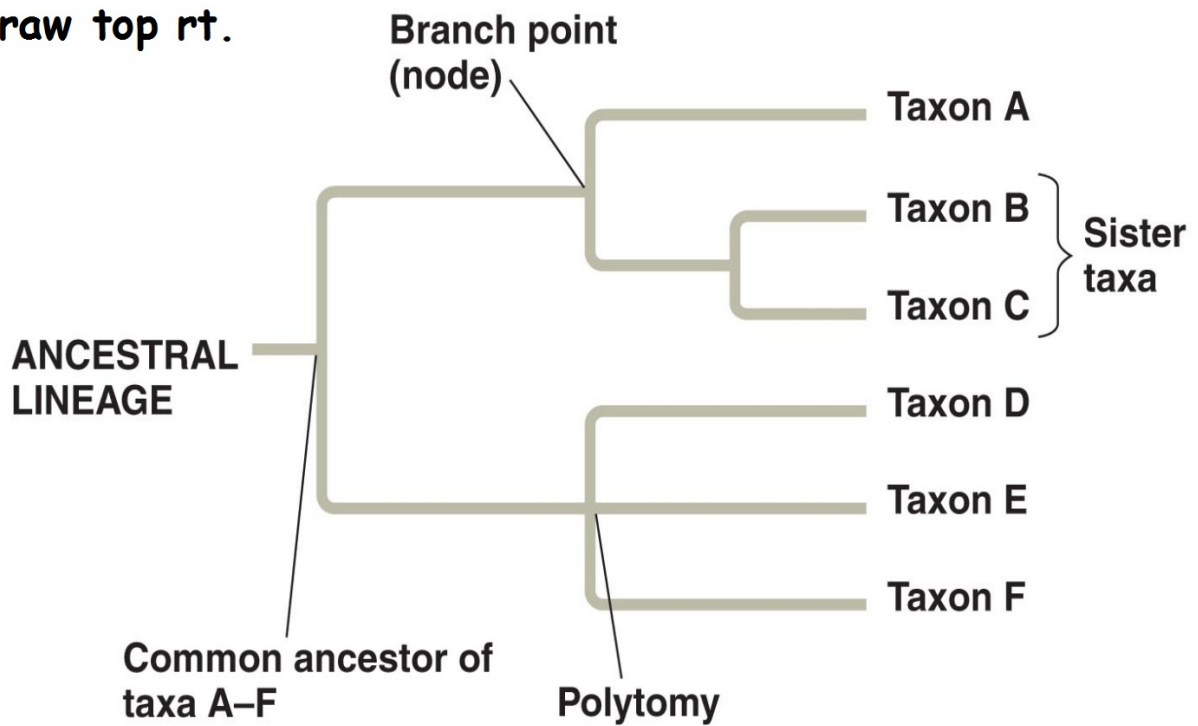 raw top rt.
Branch point
(node)
Taxon A
Taxon B
Sister
taxa
Taxon C
ANCESTRAL
LINEAGE
Taxon D
Taxon E
Taxon F
Common ancestor of
taxa A–F
Polytomy